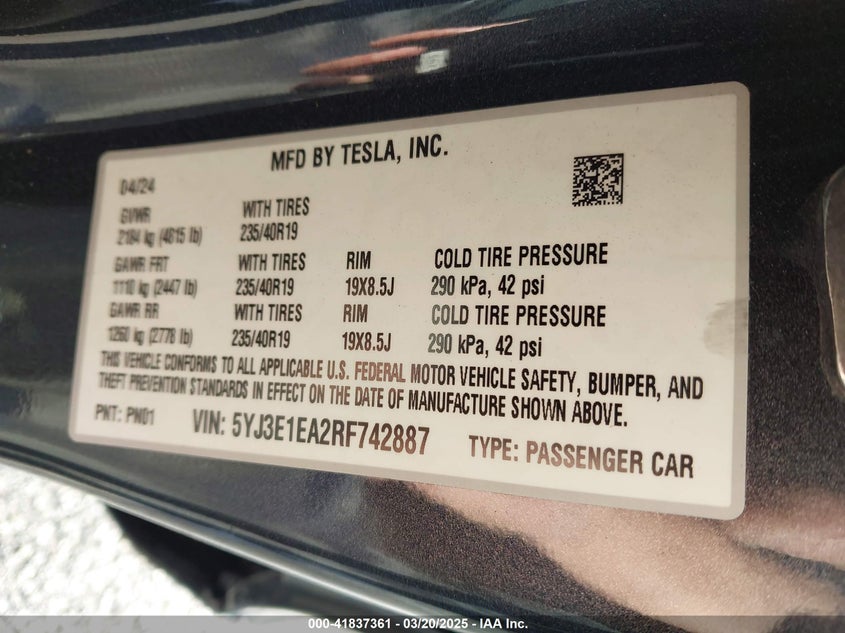 MFD BY TESLA, INC.
04/24
GVWR WITH TIRES
2184 kg (4815 lb) 235/40R19
GAWR FRT WITH TIRES RIM COLD TIRE PRESSURE
1110 kg (2447 lb) 235/40R19 19X8.5J 290 kPa, 42 psi
GAWR RR WITH TIRES RIM COLD TIRE PRESSURE
1260 kg (2778 lb) 235/40R19 19X8.5J 290 kPa, 42 psi
THIS VEHICLE CONFORMS TO ALL APPLICABLE U.S. FEDERAL MOTOR VEHICLE SAFETY, BUMPER, AND
THEFT PREVENTION STANDARDS IN EFFECT ON THE DATE OF MANUFACTURE SHOWN ABOVE.
PNT: PN01 VIN: 5YJ3E1EA2RF742887 TYPE: PASSENGER CAR
000-41837361 - 03/20/2025 - IAA, Inc.